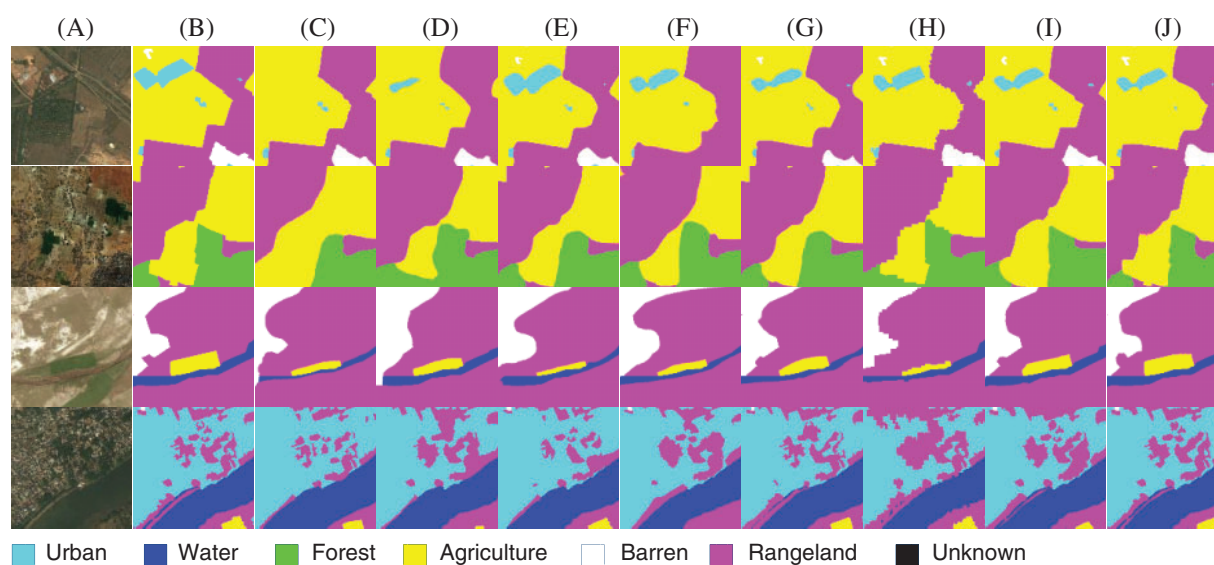 (A) (B) (C) (D) (E) (F) (G) (H) (I) (J)
Urban Water Forest Agriculture Barren Rangeland Unknown